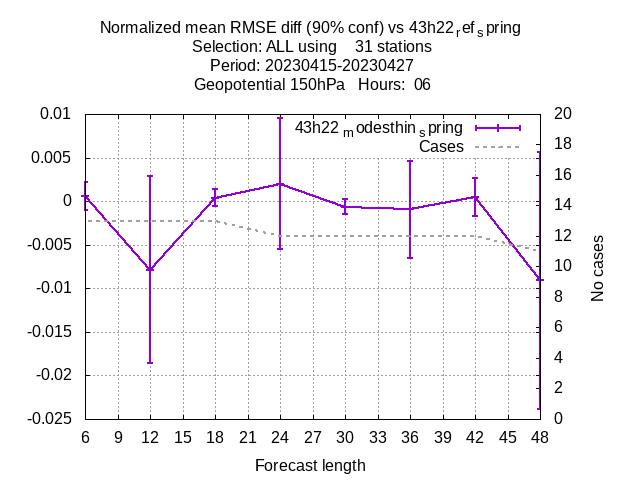 Normalized mean RMSE diff (90% conf) vs 43h22refspring
Selection: ALL using 31 stations
Period: 20230415-20230427
Geopotential 150hPa Hours: 06
43h22 modesthinspring
Cases
0.01
0.005
0
-0.005
-0.01
-0.015
-0.02
-0.025
20
18
16
14
12
10
8
6
4
2
0
No cases
6 9 12 15 18 21 24 27 30 33 36 39 42 45 48
Forecast length